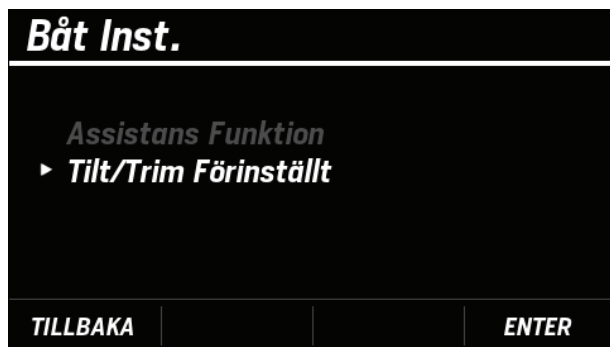 Båt Inst.
Assistans Funktion
Tilt/Trim Förinställt
TILLBAKA ENTER